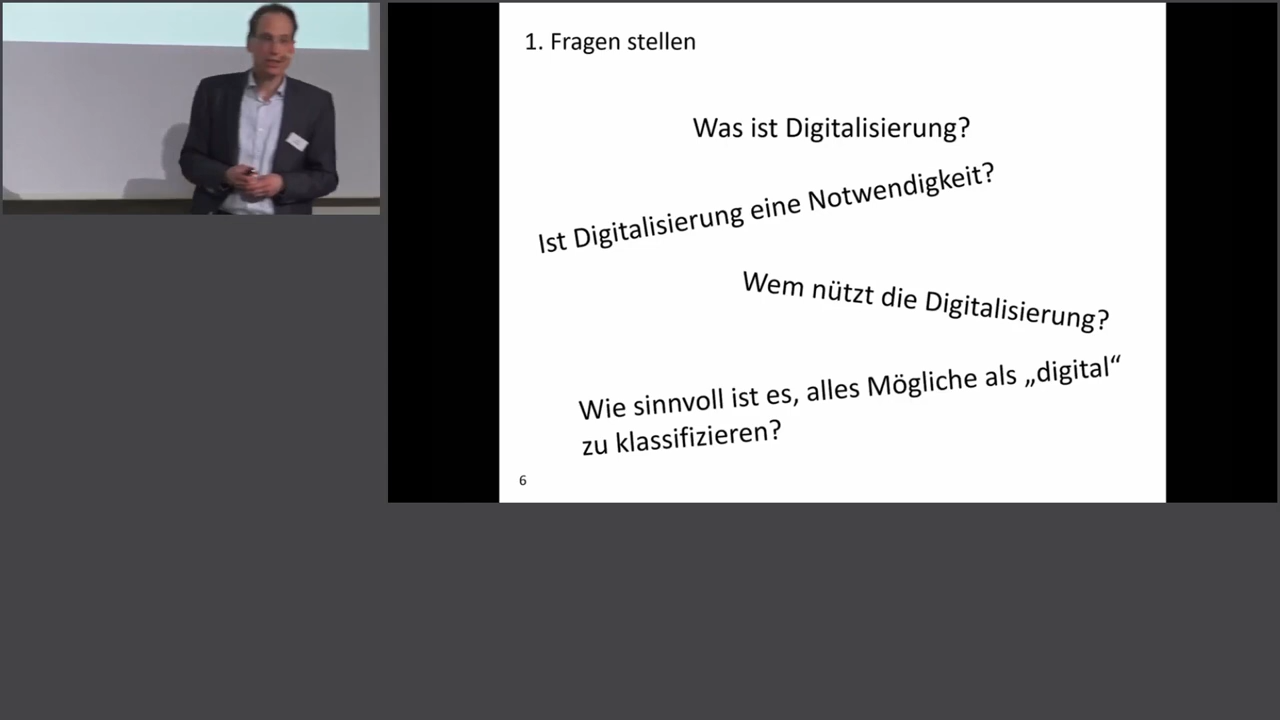 1. Fragen stellen
Was ist Digitalisierung?
Ist Digitalisierung eine Notwendigkeit?
Wem nützt die Digitalisierung?
Wie sinnvoll ist es, alles Mögliche als „digital“
zu klassifizieren?
6